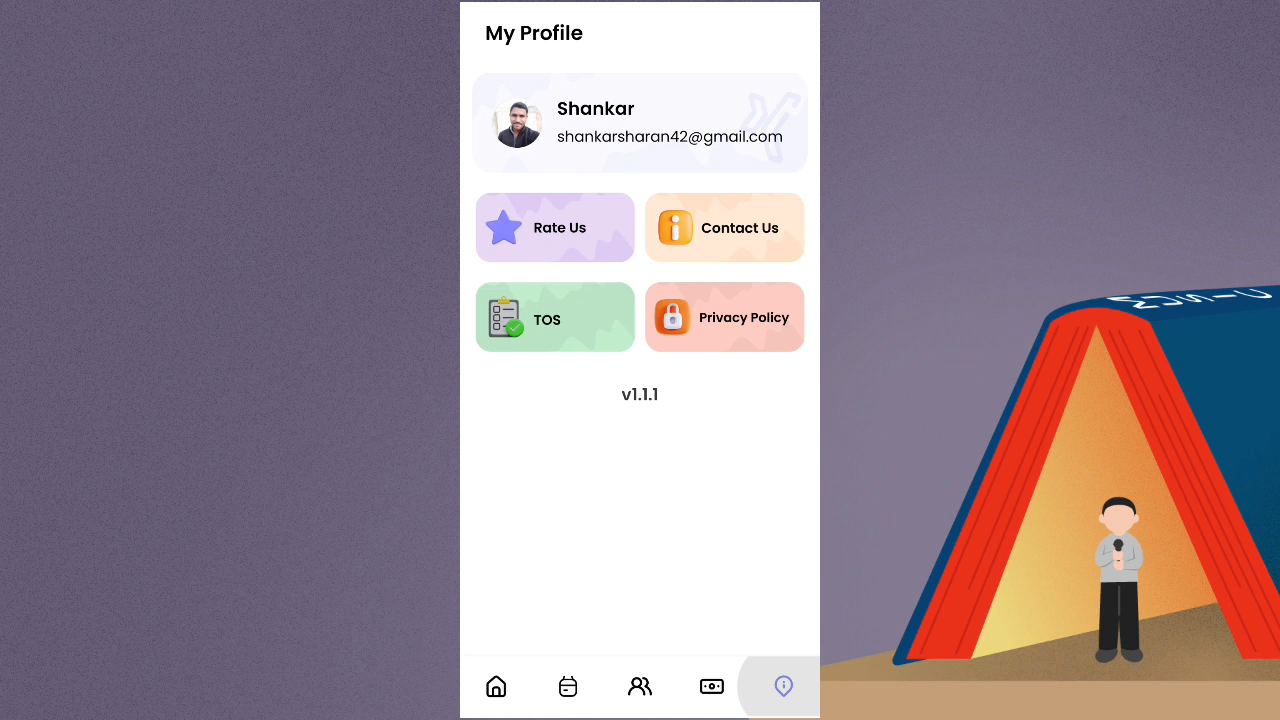 My Profile
Shankar
shankarsharan42@gmail.com
Rate Us
Contact Us
TOS
Privacy Policy
v1.1.1